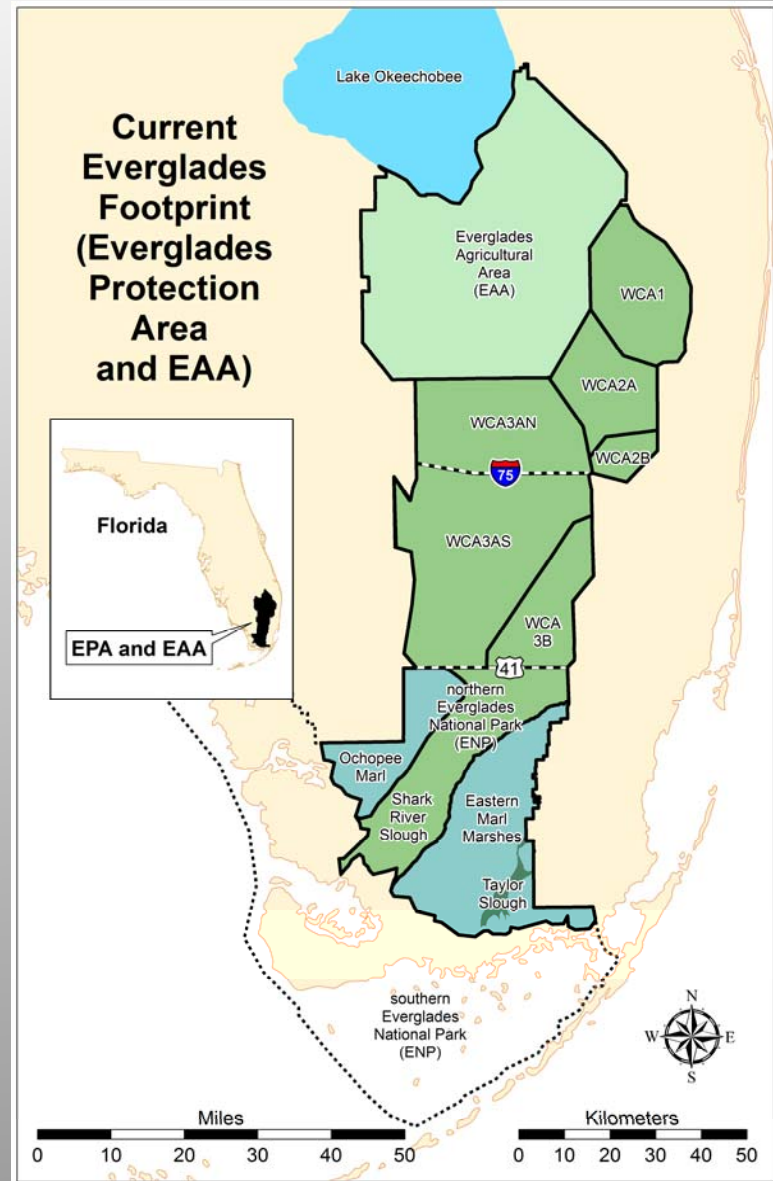 Lake Okeechobee
Current
Everglades
Footprint
(Everglades
Protection
Area
and EAA)
Everglades
Agricultural
Area
(EAA)
WCA1
WCA2A
WCA3AN
WCA2B
75
Florida
WCA3AS
EPA and EAA
WCA
3B
41
northern
Everglades
National Park
(ENP)
Ochopee
Marl
Shark
River
Slough
Eastern
Marl
Marshes
Taylor
Slough
southern
Everglades
National Park
(ENP)
N
W E
S
Miles
0 10 20 30 40 50
Kilometers
0 10 20 30 40 50